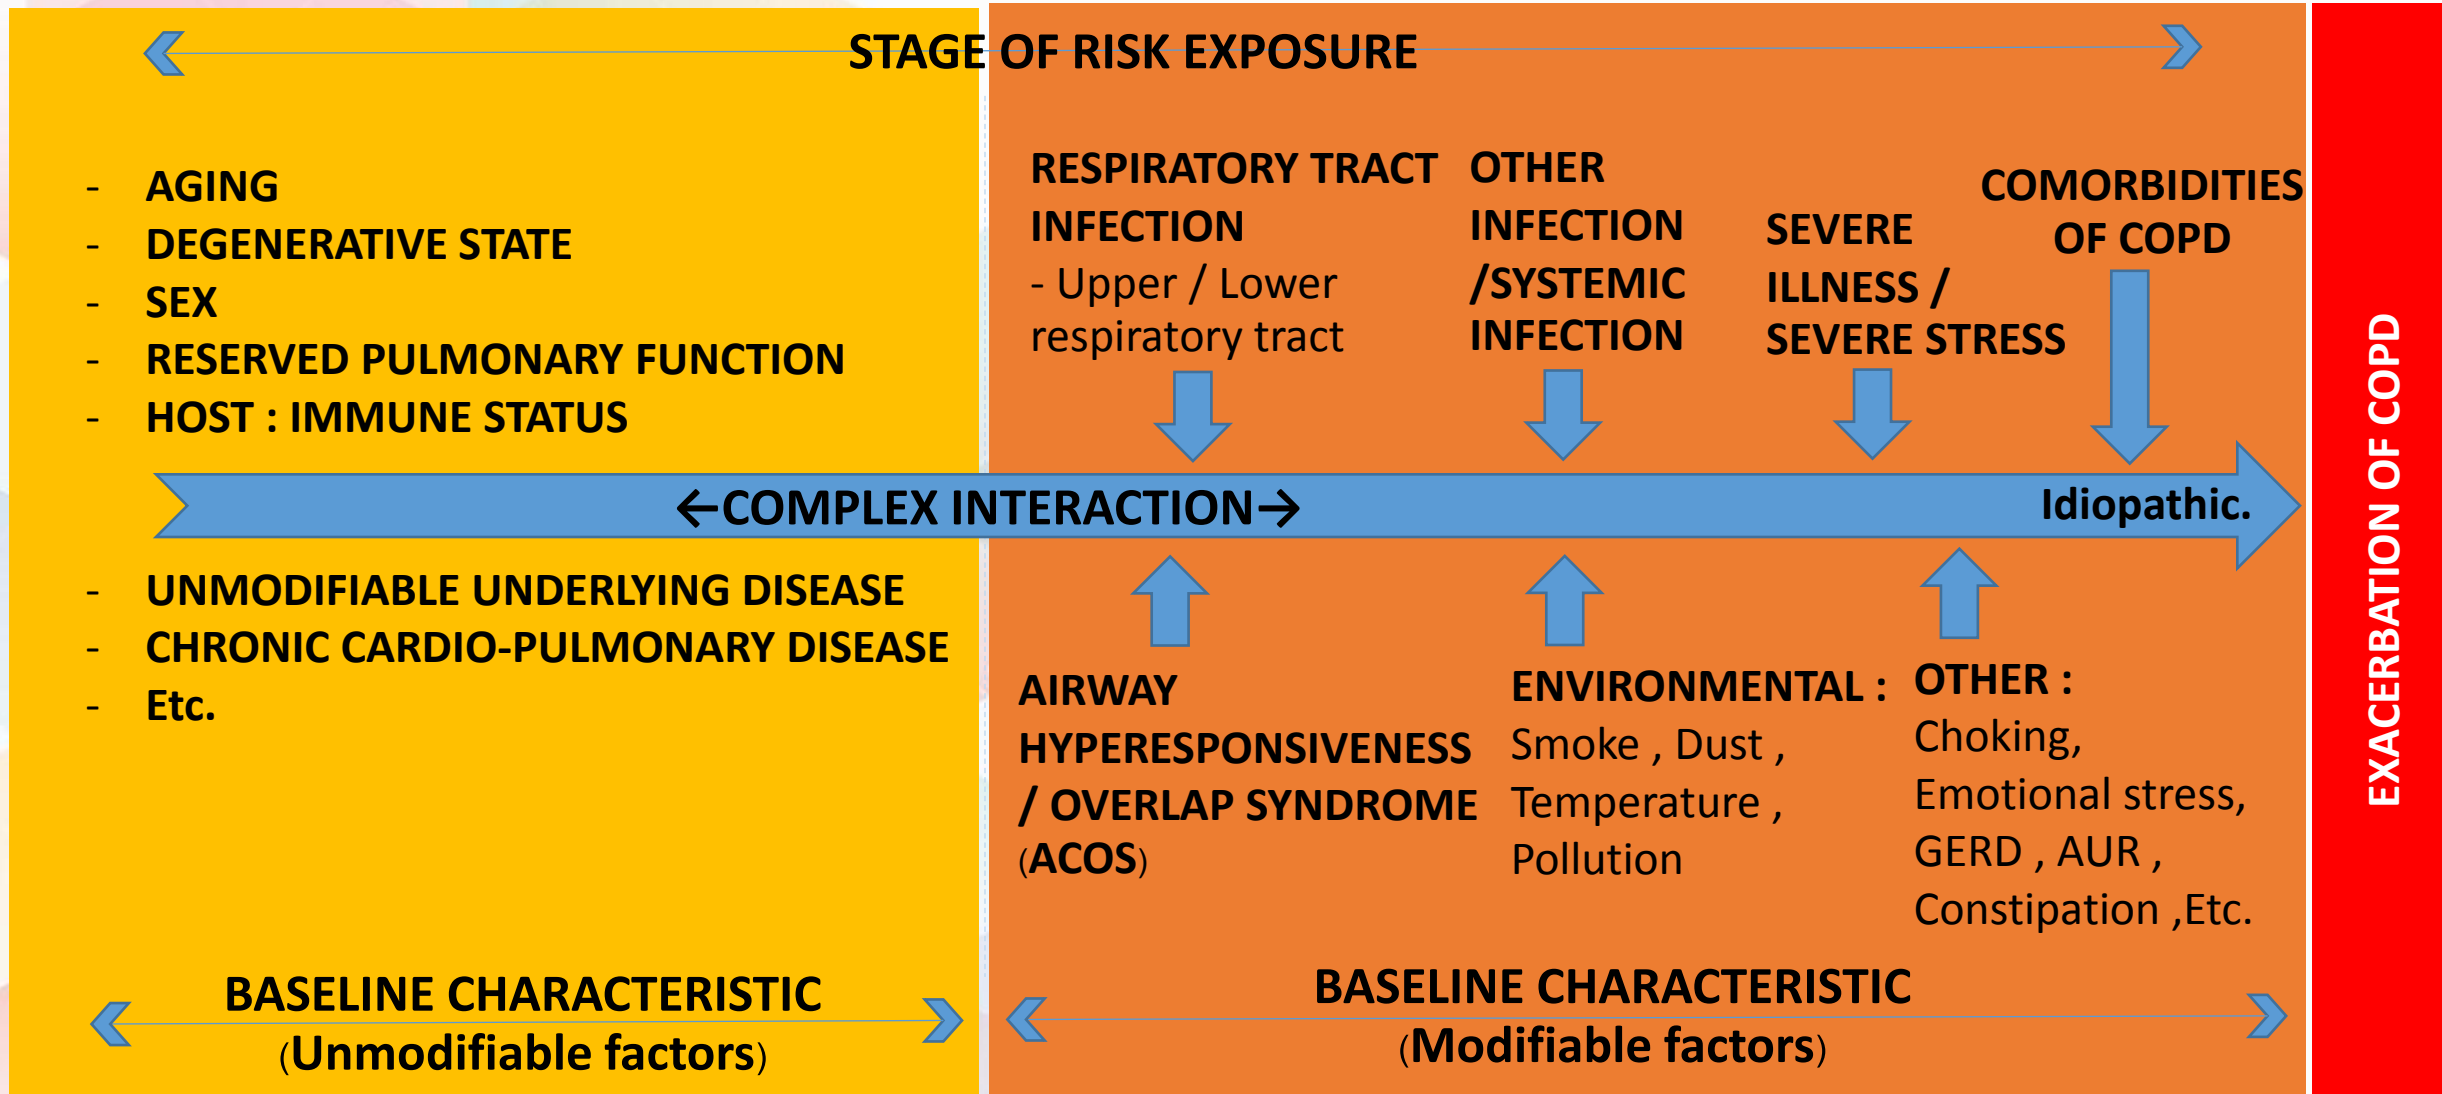 STAGE OF RISK EXPOSURE
- AGING
- DEGENERATIVE STATE
- SEX
- RESERVED PULMONARY FUNCTION
- HOST : IMMUNE STATUS
RESPIRATORY TRACT
INFECTION
- Upper / Lower
respiratory tract
OTHER
INFECTION
/SYSTEMIC
INFECTION
SEVERE
ILLNESS /
SEVERE STRESS
COMORBIDITIES
OF COPD
←COMPLEX INTERACTION→
Idiopathic.
- UNMODIFIABLE UNDERLYING DISEASE
- CHRONIC CARDIO-PULMONARY DISEASE
- Etc.
AIRWAY
HYPERESPONSIVENESS
/ OVERLAP SYNDROME
(ACOS)
ENVIRONMENTAL :
Smoke , Dust ,
Temperature ,
Pollution
OTHER :
Choking,
Emotional stress,
GERD , AUR ,
Constipation ,Etc.
BASELINE CHARACTERISTIC
(Unmodifiable factors)
BASELINE CHARACTERISTIC
(Modifiable factors)
EXACERBATION OF COPD